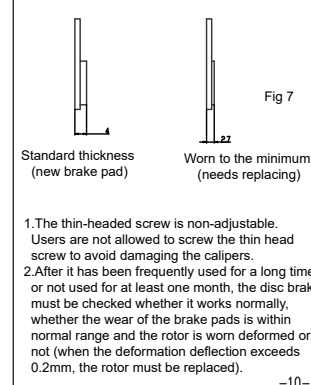 4
2.7
Fig 7
Standard thickness
(new brake pad)
Worn to the minimum
(needs replacing)
1.The thin-headed screw is non-adjustable.
Users are not allowed to screw the thin head
screw to avoid damaging the calipers.
2.After it has been frequently used for a long time
or not used for at least one month, the disc brak
must be checked whether it works normally,
whether the wear of the brake pads is within
normal range and the rotor is worn deformed or
not (when the deformation deflection exceeds
0.2mm, the rotor must be replaced).
–10–